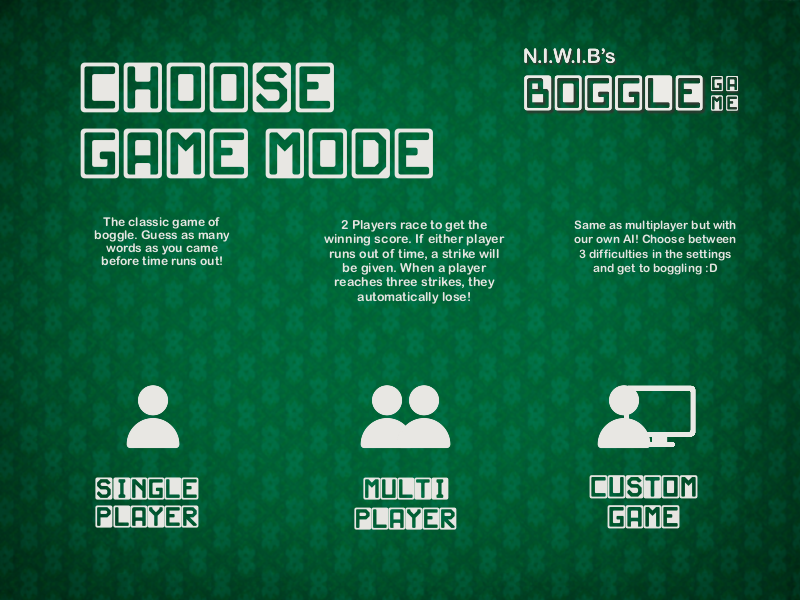 CHOOSE
GAME MODE
N.I.W.I.B's
BOGGLE GA
ME
The classic game of
boggle. Guess as many
words as you came
before time runs out!
2 Players race to get the
winning score. If either player
runs out of time, a strike will
be given. When a player
reaches three strikes, they
automatically lose!
Same as multiplayer but with
our own AI! Choose between
3 difficulties in the settings
and get to boggling :D
SINGLE
PLAYER
MULTI
PLAYER
CUSTOM
GAME